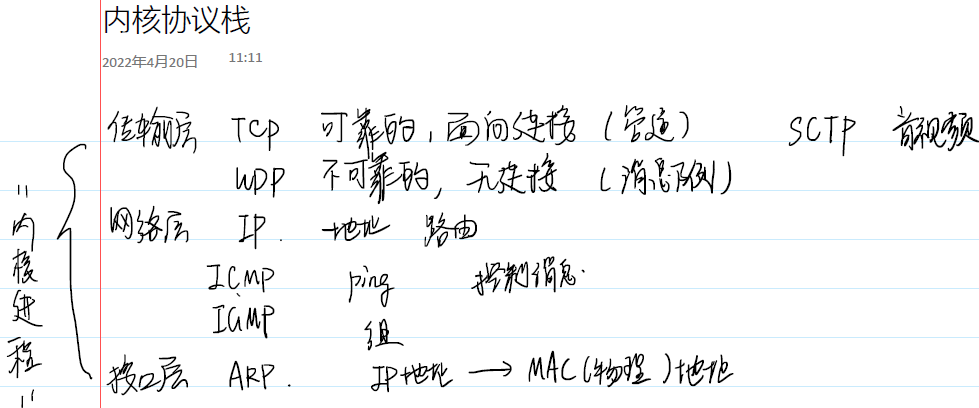 内核协议栈
2022年4月20日 11:11
传输层 TCP 可靠的，面向连接（管道） SCTP 音视频
UDP 不可靠的，无连接（消息队列）
网络层 IP. 地址 路由
ICMP ping 控制消息.
IGMP 组
接口层 ARP. IP地址 → MAC（物理）地址
"内核进程"